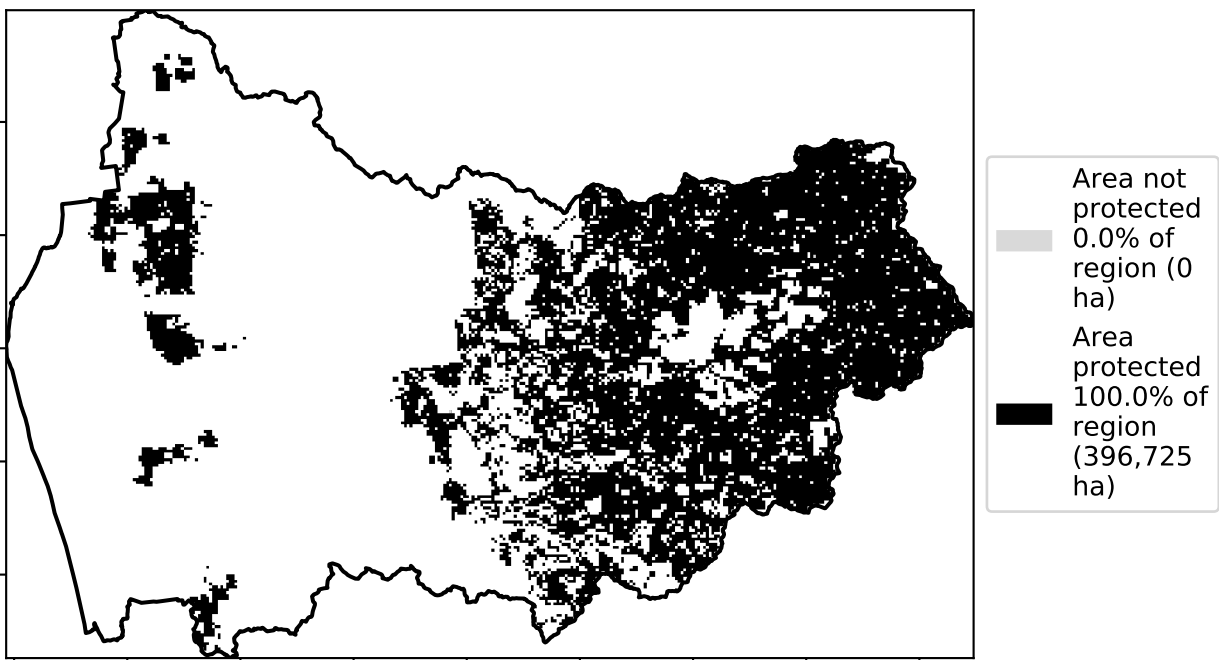 Area not
protected
0.0% of
region (0
ha)
Area
protected
100.0% of
region
(396,725
ha)